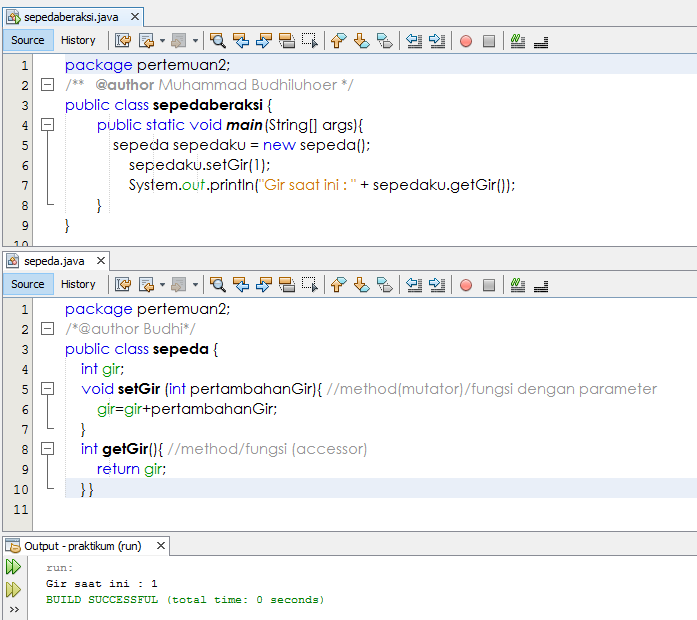 sepedaberaksi.java
Source History
1 package pertemuan2;
2 /** @author Muhammad Budhiluhoer */
3 public class sepedaberaksi {
4 public static void main(String[] args){
5 sepeda sepedaku = new sepeda();
6 sepedaku.setGir(1);
7 System.out.println("Gir saat ini : " + sepedaku.getGir());
8 }
9 }
10
sepeda.java
Source History
1 package pertemuan2;
2 /*@author Budhi*/
3 public class sepeda {
4 int gir;
5 void setGir (int pertambahanGir){ //method(mutator)/fungsi dengan parameter
6 gir=gir+pertambahanGir;
7 }
8 int getGir(){ //method/fungsi (accessor)
9 return gir;
10 } }
11
Output - praktikum (run)
run:
Gir saat ini : 1
BUILD SUCCESSFUL (total time: 0 seconds)